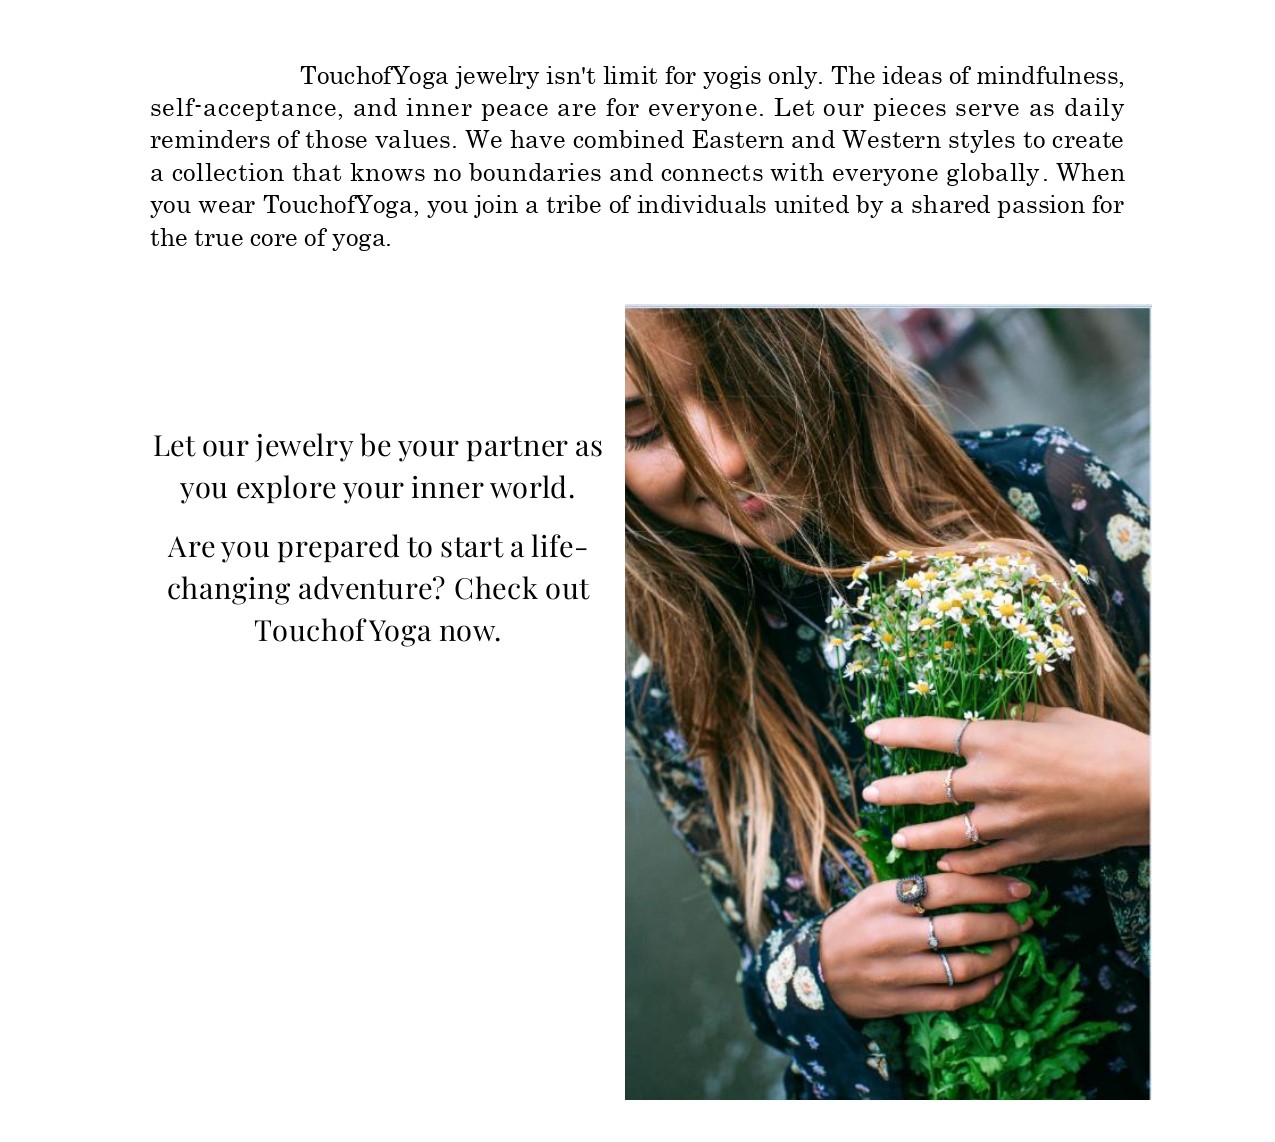 TouchofYoga jewelry isn't limit for yogis only. The ideas of mindfulness,
self-acceptance, and inner peace are for everyone. Let our pieces serve as daily
reminders of those values. We have combined Eastern and Western styles to create
a collection that knows no boundaries and connects with everyone globally. When
you wear TouchofYoga, you join a tribe of individuals united by a shared passion for
the true core of yoga.
Let our jewelry be your partner as
you explore your inner world.
Are you prepared to start a life-
changing adventure? Check out
TouchofYoga now.